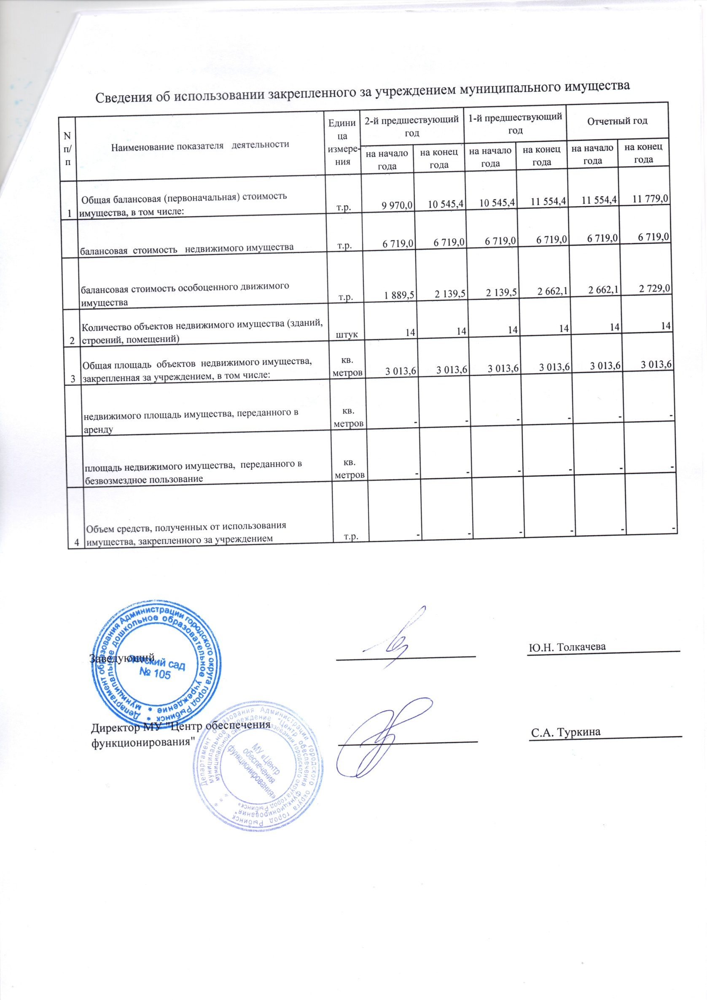 Сведения об использовании закрепленного за учреждением муниципального имущества
N п/п Наименование показателя деятельности Едини ца измере- ния 2-й предшествующий год 1-й предшествующий год Отчетный год
на начало года на конец года на начало года на конец года на начало года на конец года
1 Общая балансовая (первоначальная) стоимость имущества, в том числе: т.р. 9 970,0 10 545,4 10 545,4 11 554,4 11 554,4 11 779,0
балансовая стоимость недвижимого имущества т.р. 6 719,0 6 719,0 6 719,0 6 719,0 6 719,0 6 719,0
балансовая стоимость особоценного движимого имущества т.р. 1 889,5 2 139,5 2 139,5 2 662,1 2 662,1 2 729,0
2 Количество объектов недвижимого имущества (зданий, строений, помещений) штук 14 14 14 14 14 14
3 Общая площадь объектов недвижимого имущества, закрепленная за учреждением, в том числе: кв. метров 3 013,6 3 013,6 3 013,6 3 013,6 3 013,6 3 013,6
недвижимого площадь имущества, переданного в аренду кв. метров - - - - - -
площадь недвижимого имущества, переданного в безвозмездное пользование кв. метров - - - - - -
4 Объем средств, полученных от использования имущества, закрепленного за учреждением т.р. - - - - - -
Заведующий Ю.Н. Толкачева
Департамент образования Администрации городского округа город Рыбинск *
муниципальное дошкольное образовательное учреждение *
Детский сад
№ 105
Директор МУ "Центр обеспечения
функционирования" С.А. Туркина
Департамент образования Администрации городского округа город Рыбинск
муниципальное учреждение "Центр обеспечения функционирования"
муниципальной системы образования городского округа город Рыбинск"
МУ «Центр
обеспечения
функционирования»